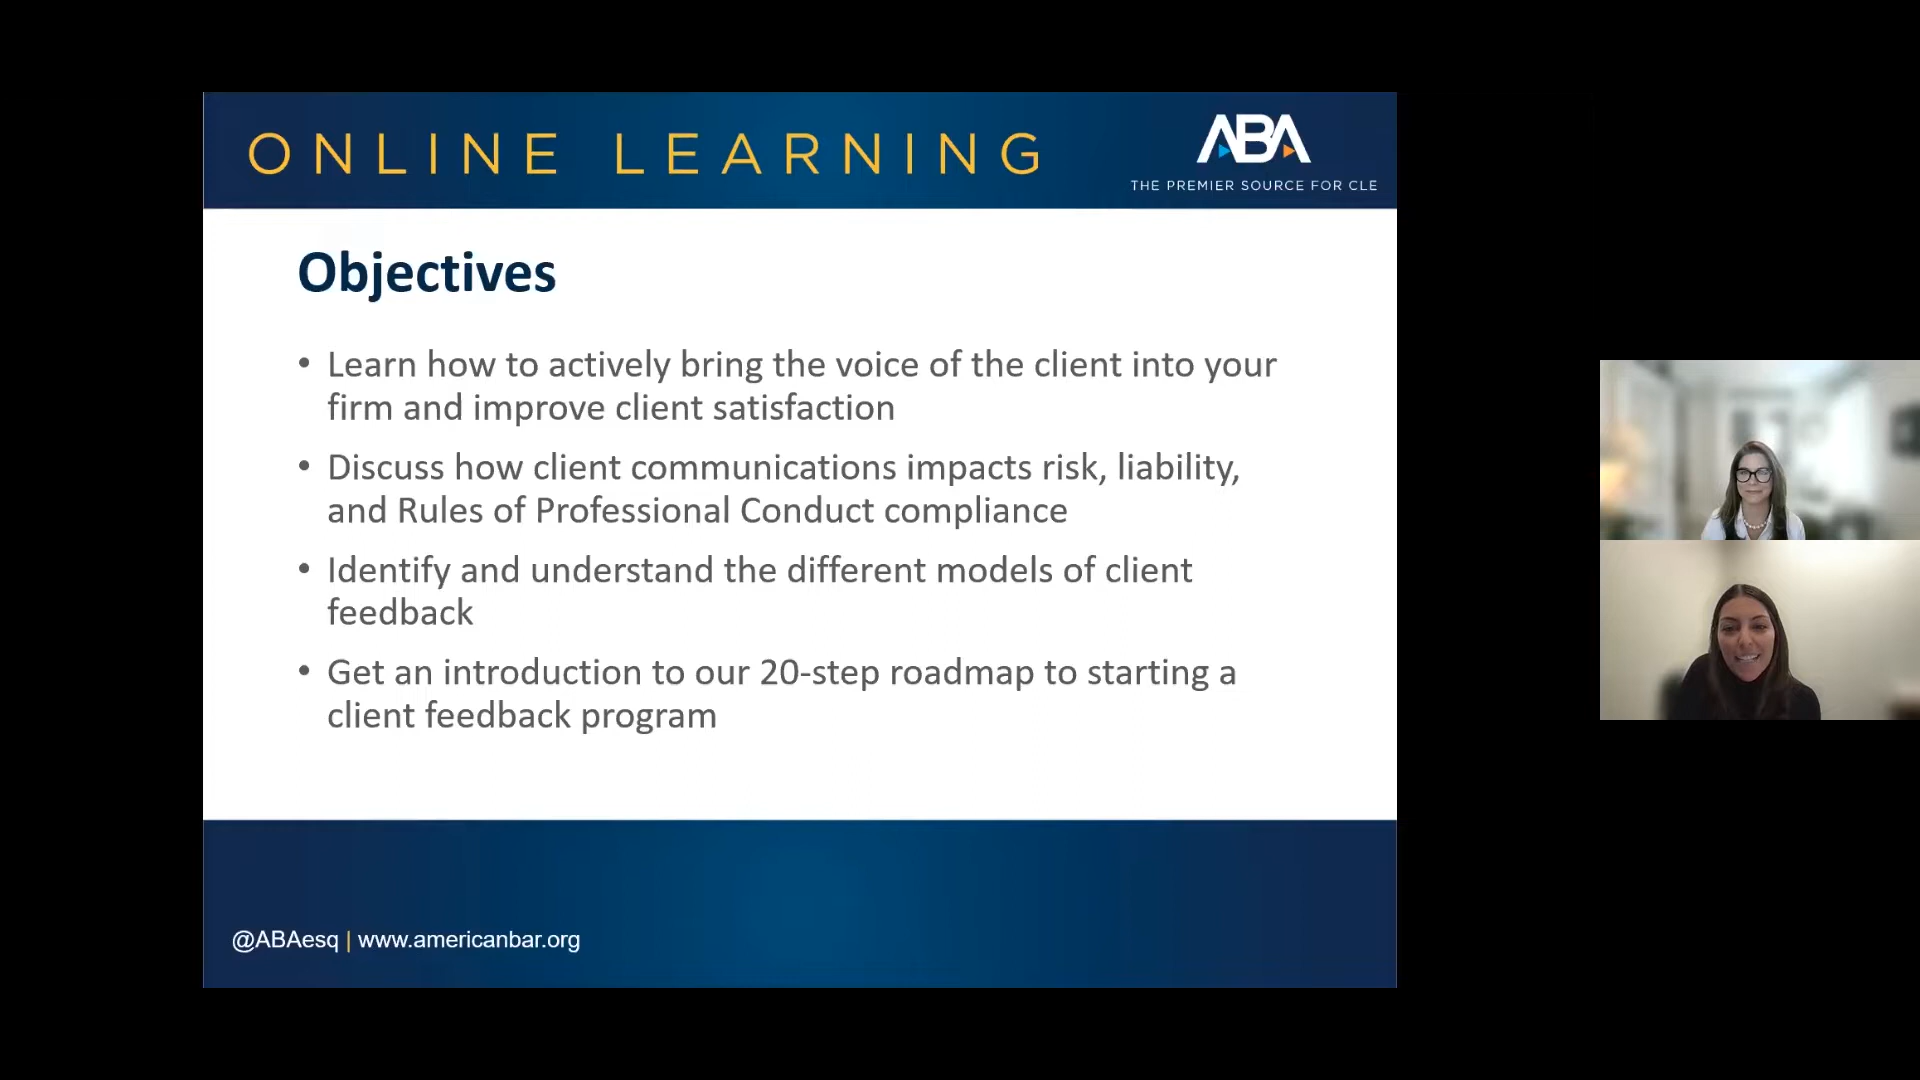 ONLINE LEARNING
ABA
THE PREMIER SOURCE FOR CLE
Objectives
• Learn how to actively bring the voice of the client into your
firm and improve client satisfaction
• Discuss how client communications impacts risk, liability,
and Rules of Professional Conduct compliance
• Identify and understand the different models of client
feedback
• Get an introduction to our 20-step roadmap to starting a
client feedback program
@ABAesq | www.americanbar.org